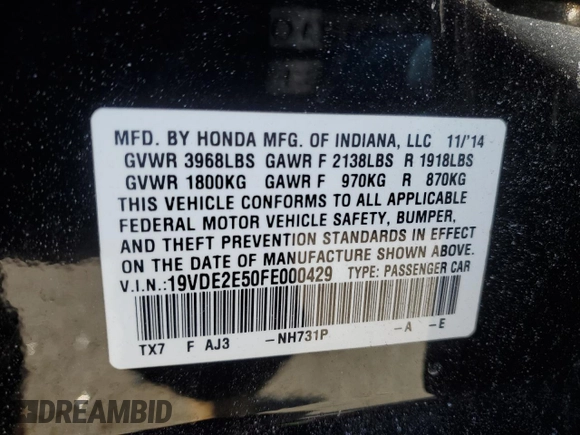 MFD. BY HONDA MFG. OF INDIANA, LLC 11/'14
GVWR 3968LBS GAWR F 2138LBS R 1918LBS
GVWR 1800KG GAWR F 970KG R 870KG
THIS VEHICLE CONFORMS TO ALL APPLICABLE
FEDERAL MOTOR VEHICLE SAFETY, BUMPER,
AND THEFT PREVENTION STANDARDS IN EFFECT
ON THE DATE OF MANUFACTURE SHOWN ABOVE.
V.I.N.:19VDE2E50FE000429 TYPE: PASSENGER CAR
TX7 F AJ3 -NH731P -A -E
DREAMBID